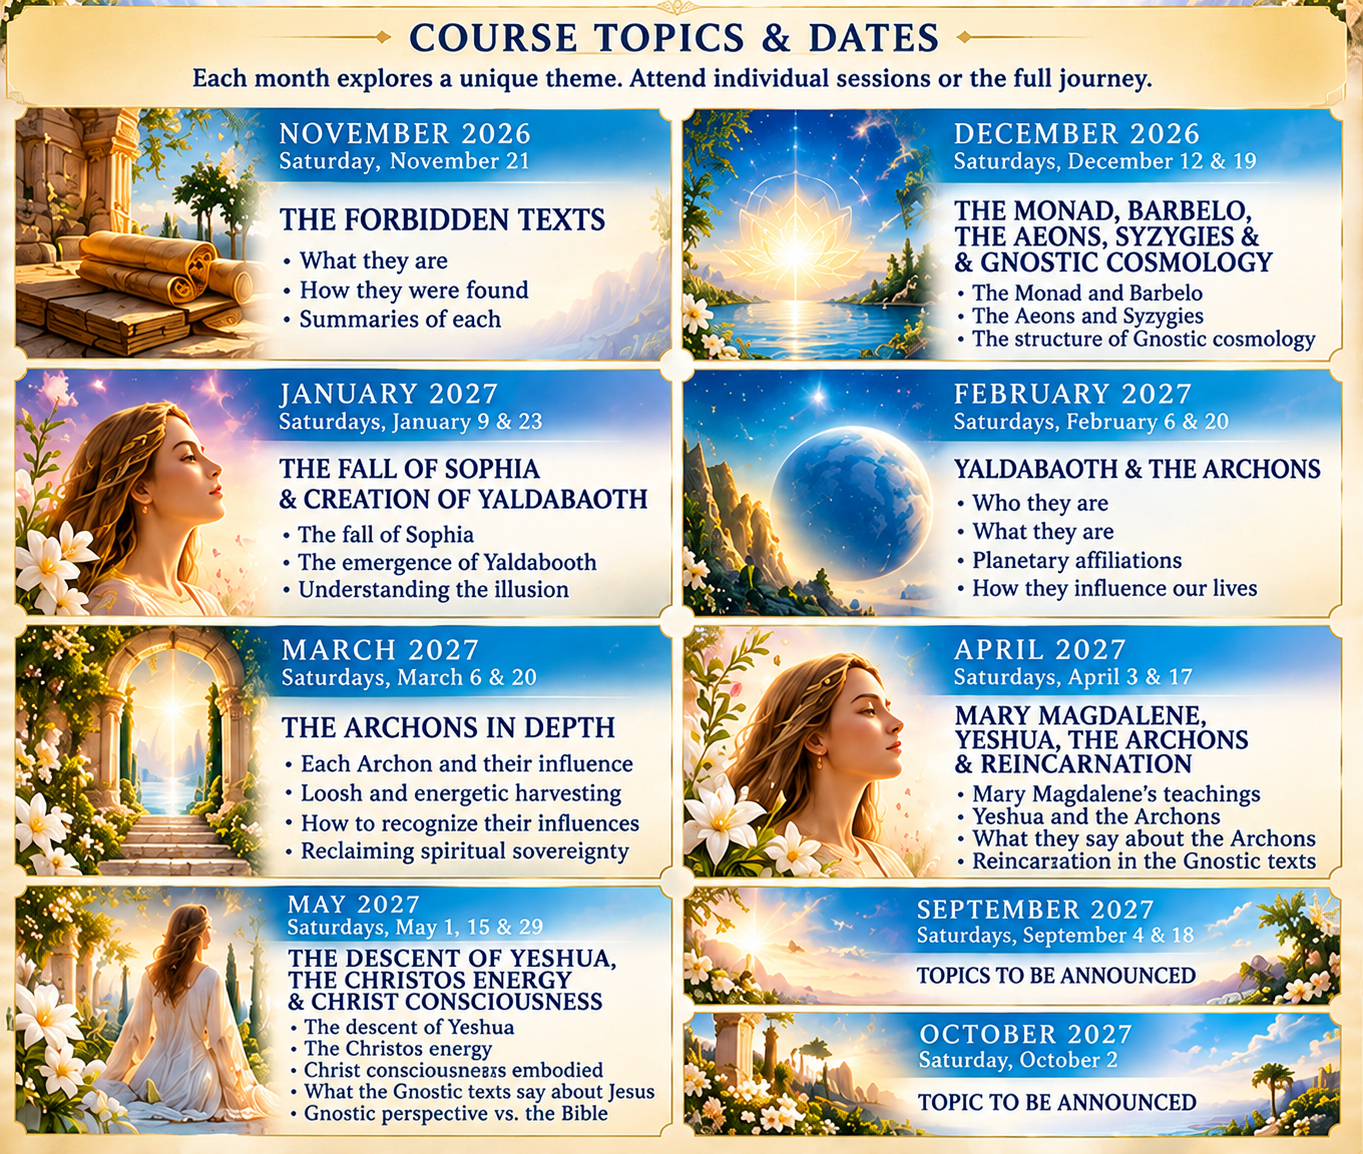 COURSE TOPICS & DATES
Each month explores a unique theme. Attend individual sessions or the full journey.
NOVEMBER 2026
Saturday, November 21
THE FORBIDDEN TEXTS
• What they are
• How they were found
• Summaries of each
DECEMBER 2026
Saturdays, December 12 & 19
THE MONAD, BARBELO,
THE AEONS, SYZYGIES &
& GNOSTIC COSMOLOGY
• The Monad and Barbelo
• The Aeons and Syzygies
• The structure of Gnostic cosmology
JANUARY 2027
Saturdays, January 9 & 23
THE FALL OF SOPHIA
& CREATION OF YALDABAOTH
• The fall of Sophia
• The emergence of Yaldabooth
• Understanding the illusion
FEBRUARY 2027
Saturdays, February 6 & 20
YALDABAOTH & THE ARCHONS
• Who they are
• What they are
• Planetary affiliations
• How they influence our lives
MARCH 2027
Saturdays, March 6 & 20
THE ARCHONS IN DEPTH
• Each Archon and their influence
• Loosh and energetic harvesting
• How to recognize their influences
• Reclaiming spiritual sovereignty
APRIL 2027
Saturdays, April 3 & 17
MARY MAGDALENE,
YESHUA, THE ARCHONS
& REINCARNATION
• Mary Magdalene's teachings
• Yeshua and the Archons
• What they say about the Archons
• Reincarnation in the Gnostic texts
MAY 2027
Saturdays, May 1, 15 & 29
THE DESCENT OF YESHUA,
THE CHRISTOS ENERGY
& CHRIST CONSCIOUSNESS
• The descent of Yeshua
• The Christos energy
• Christ consciousness embodied
• What the Gnostic texts say about Jesus
• Gnostic perspective vs. the Bible
SEPTEMBER 2027
Saturdays, September 4 & 18
TOPICS TO BE ANNOUNCED
OCTOBER 2027
Saturday, October 2
TOPIC TO BE ANNOUNCED